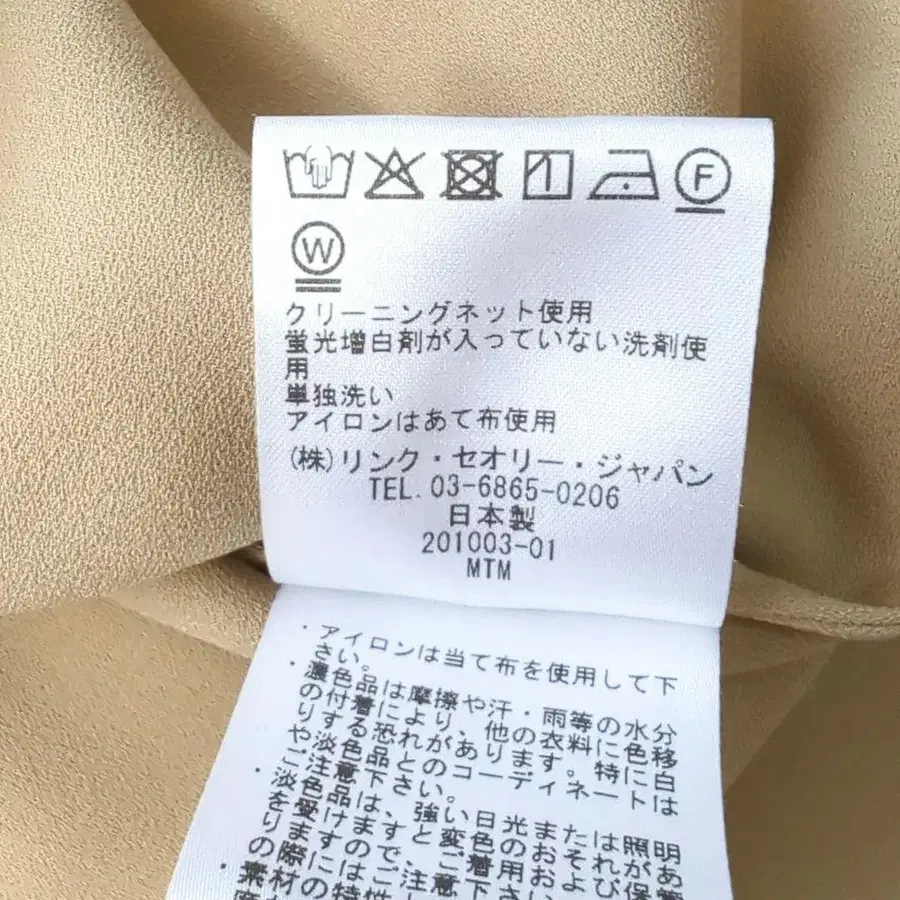 F
W
クリーニングネット使用
蛍光増白剤が入っていない洗剤使
用
単独洗い
アイロンはあて布使用
(株)リンク・セオリー・ジャパン
TEL. 03-6865-0206
日本製
201003-01
MTM
・アイロンは当て布を使用して下
さい。
・濃色品は摩擦や汗・雨等の水分
の付着により、他の衣料に色移
りする恐れがあります。特に白
や淡色品とのコーディネートは
ご注意下さい。
・淡色品は、強い日光または照明
を受けますと変色のおそれがあ
りますので、ご着用および保管
の際にはご注意下さい
・素材の特性